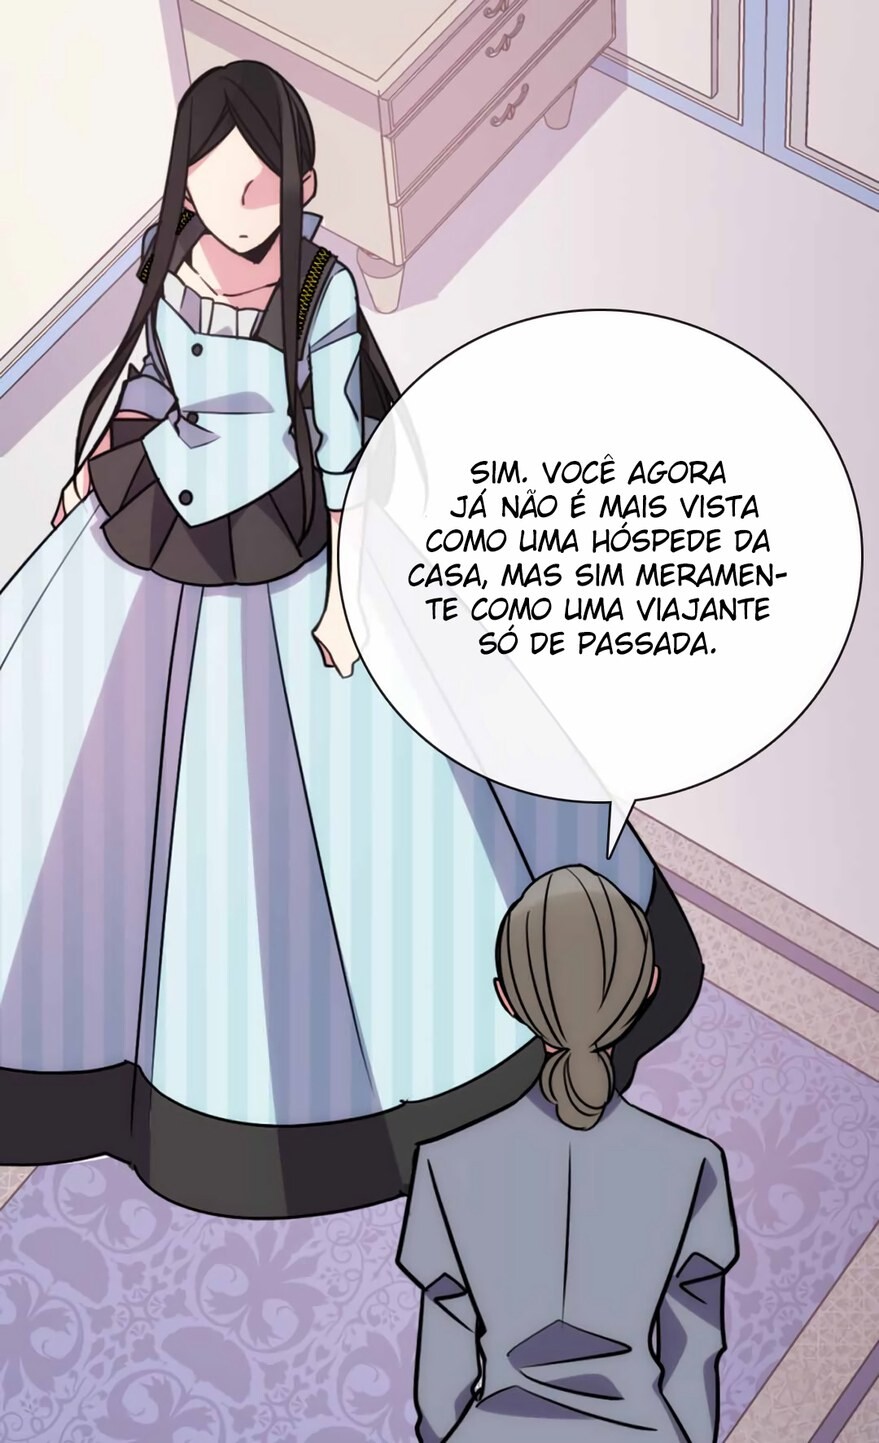 SIM. VOCÊ AGORA
JÁ NÃO É MAIS VISTA
COMO UMA HÓSPEDE DA
CASA, MAS SIM MERAMEN-
TE COMO UMA VIAJANTE
SÓ DE PASSADA.